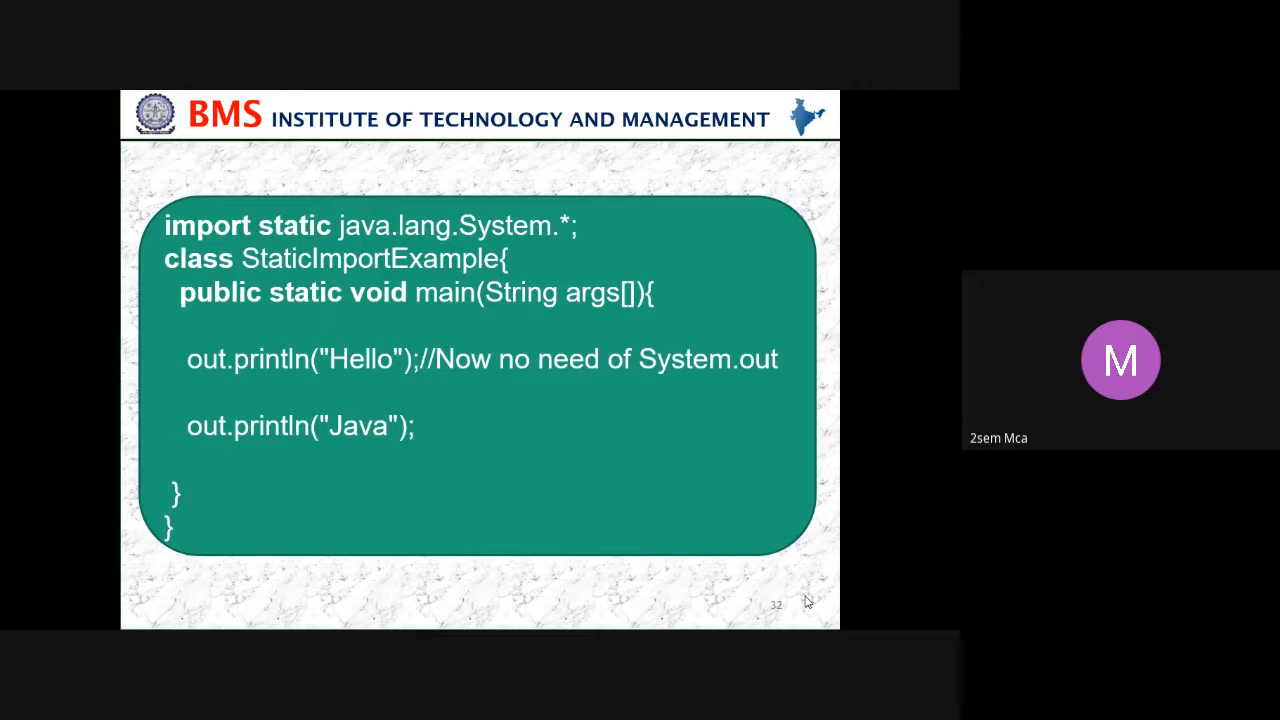 BMS INSTITUTE OF TECHNOLOGY AND MANAGEMENT
import static java.lang.System.*;
class StaticImportExample{
public static void main(String args[]){
out.println("Hello");//Now no need of System.out
out.println("Java");
}
}
32
M
2sem Mca